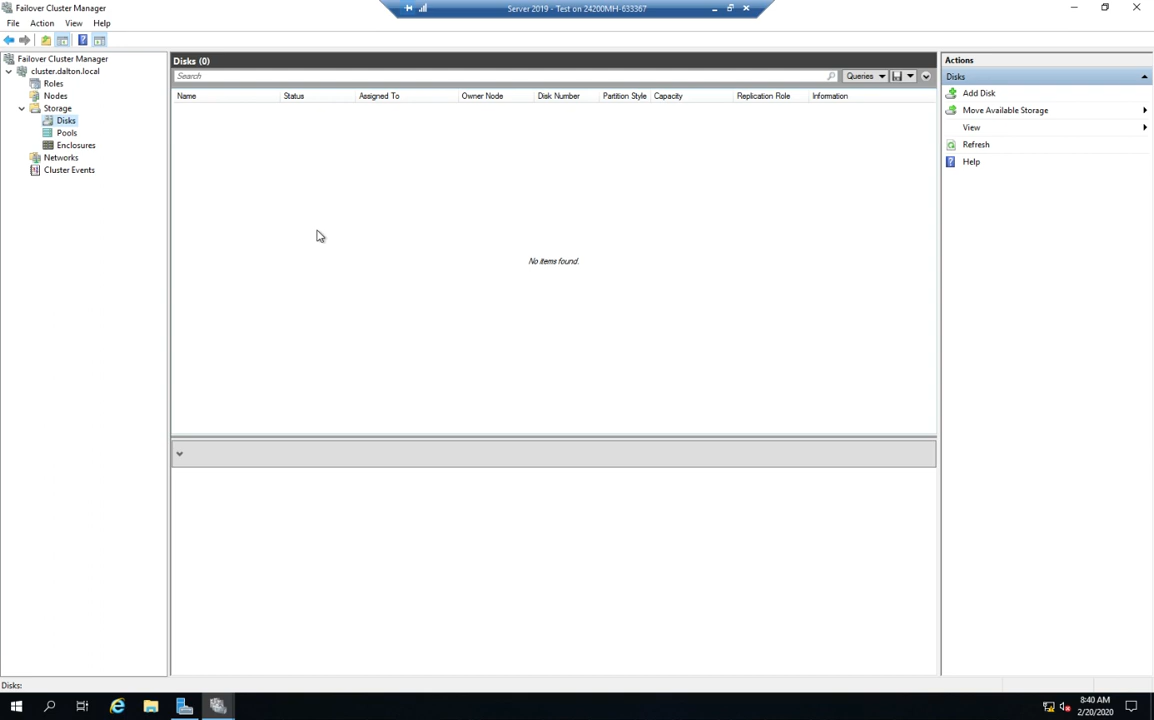 Failover Cluster Manager
Server 2019 - Test on 24200MH-633367
File Action View Help
Failover Cluster Manager
cluster.dalton.local
Roles
Nodes
Storage
Disks
Pools
Enclosures
Networks
Cluster Events
Disks (0)
Search
Queries
Name Status Assigned To Owner Node Disk Number Partition Style Capacity Replication Role Information
No items found.
Actions
Disks
Add Disk
Move Available Storage
View
Refresh
Help
Disks:
8:40 AM
2/20/2020